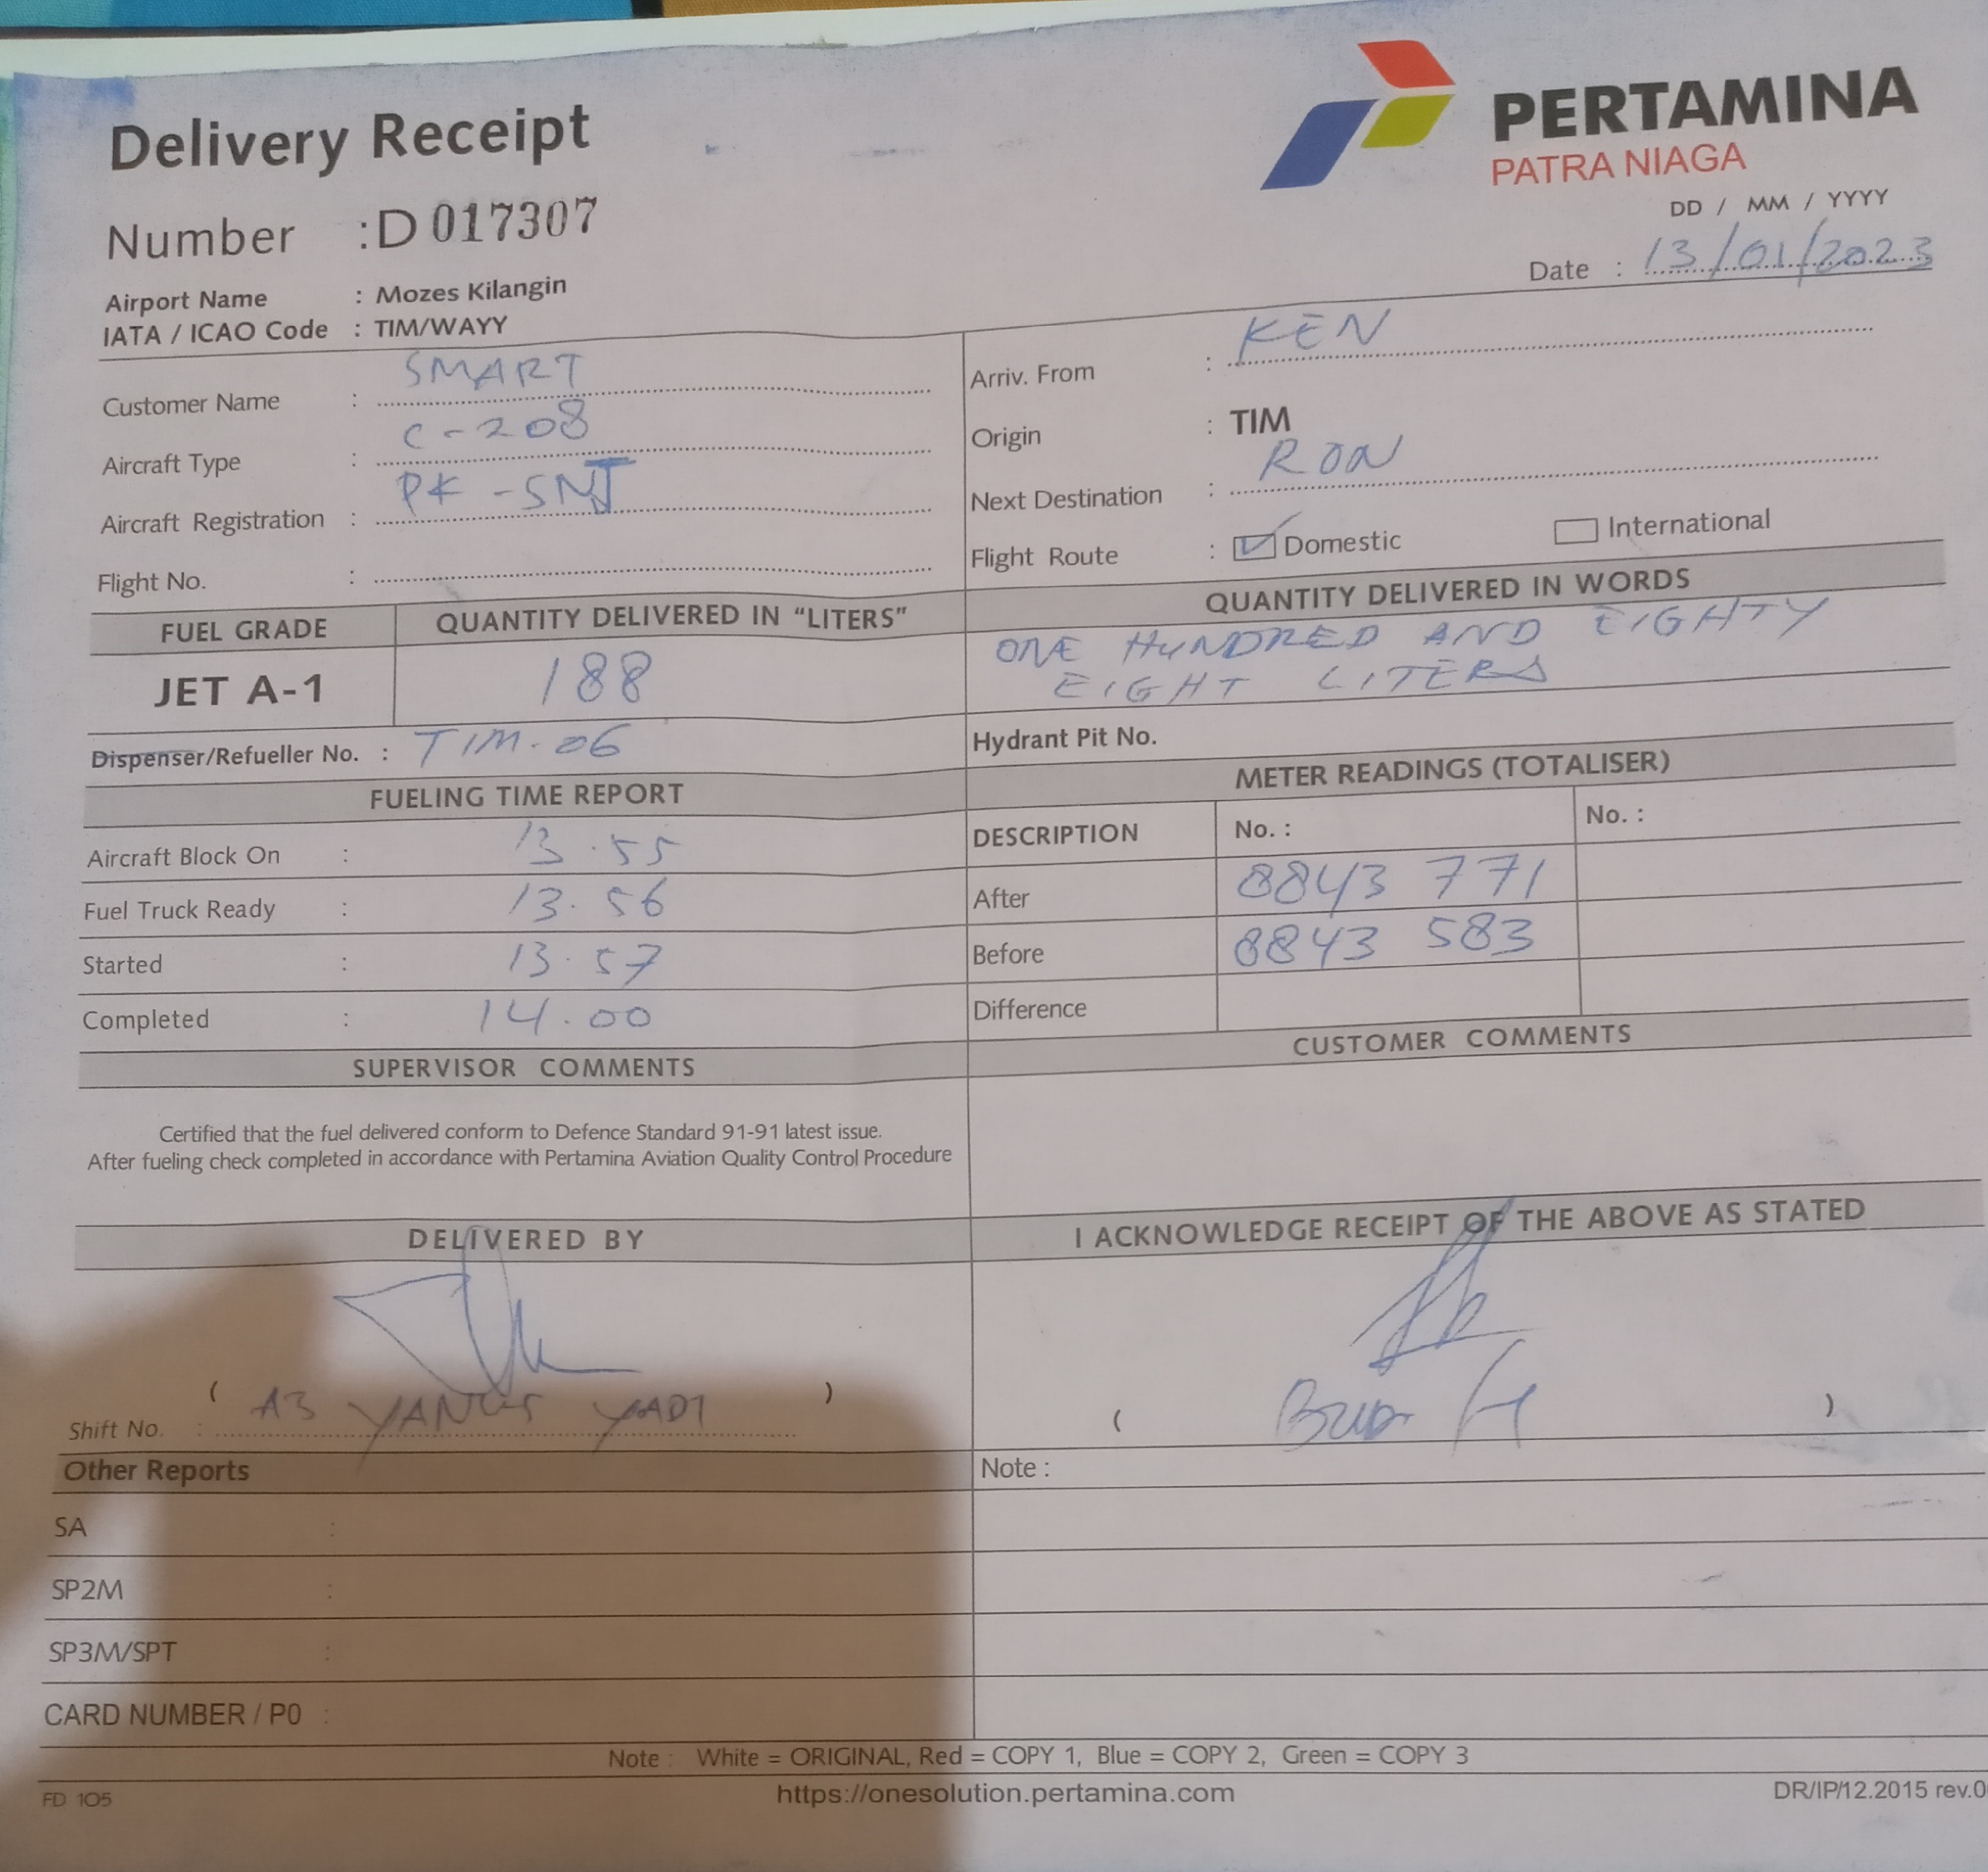 Delivery Receipt
PERTAMINA
PATRA NIAGA
Number : D 017307
DD / MM / YYYY
Date : 13/01/2023
Airport Name : Mozes Kilangin
IATA / ICAO Code : TIM/WAYY
Customer Name : SMART
Aircraft Type : C-208
Aircraft Registration : PK-SNJ
Flight No. :
Arriv. From : KEN
Origin : TIM
Next Destination : RON
Flight Route : Domestic International
FUEL GRADE QUANTITY DELIVERED IN "LITERS" QUANTITY DELIVERED IN WORDS
JET A-1 188 ONE HUNDRED AND EIGHTY
EIGHT LITERS
Dispenser/Refueller No. : TIM.06
Hydrant Pit No.
FUELING TIME REPORT
Aircraft Block On : 13.55
Fuel Truck Ready : 13.56
Started : 13.57
Completed : 14.00
METER READINGS (TOTALISER)
DESCRIPTION No. : No. :
After 8843 771
Before 8843 583
Difference
SUPERVISOR COMMENTS
Certified that the fuel delivered conform to Defence Standard 91-91 latest issue.
After fueling check completed in accordance with Pertamina Aviation Quality Control Procedure
CUSTOMER COMMENTS
DELIVERED BY
( )
Shift No. : A3 YADI
I ACKNOWLEDGE RECEIPT OF THE ABOVE AS STATED
( H )
Other Reports
SA :
SP2M :
SP3M/SPT :
CARD NUMBER / P0 :
Note :
Note : White = ORIGINAL, Red = COPY 1, Blue = COPY 2, Green = COPY 3
FD 105
https://onesolution.pertamina.com
DR/IP/12.2015 rev.0